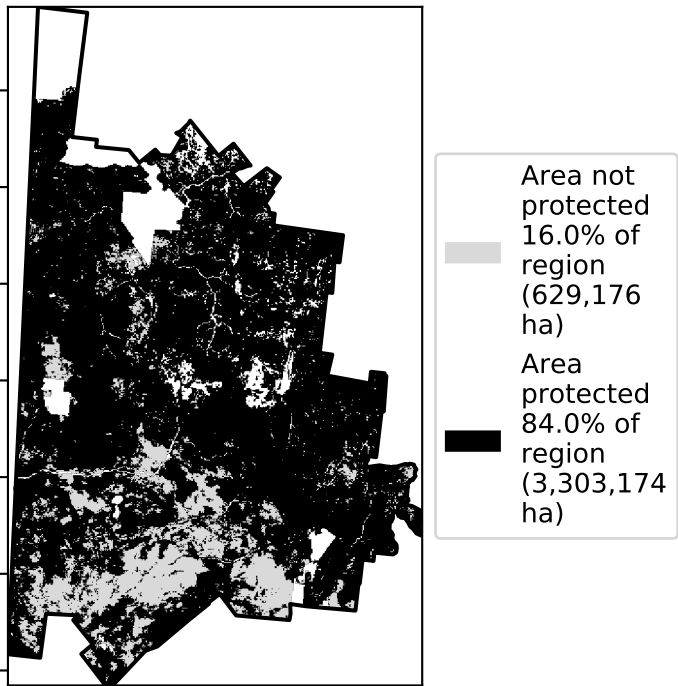 Area not
protected
16.0% of
region
(629,176
ha)
Area
protected
84.0% of
region
(3,303,174
ha)